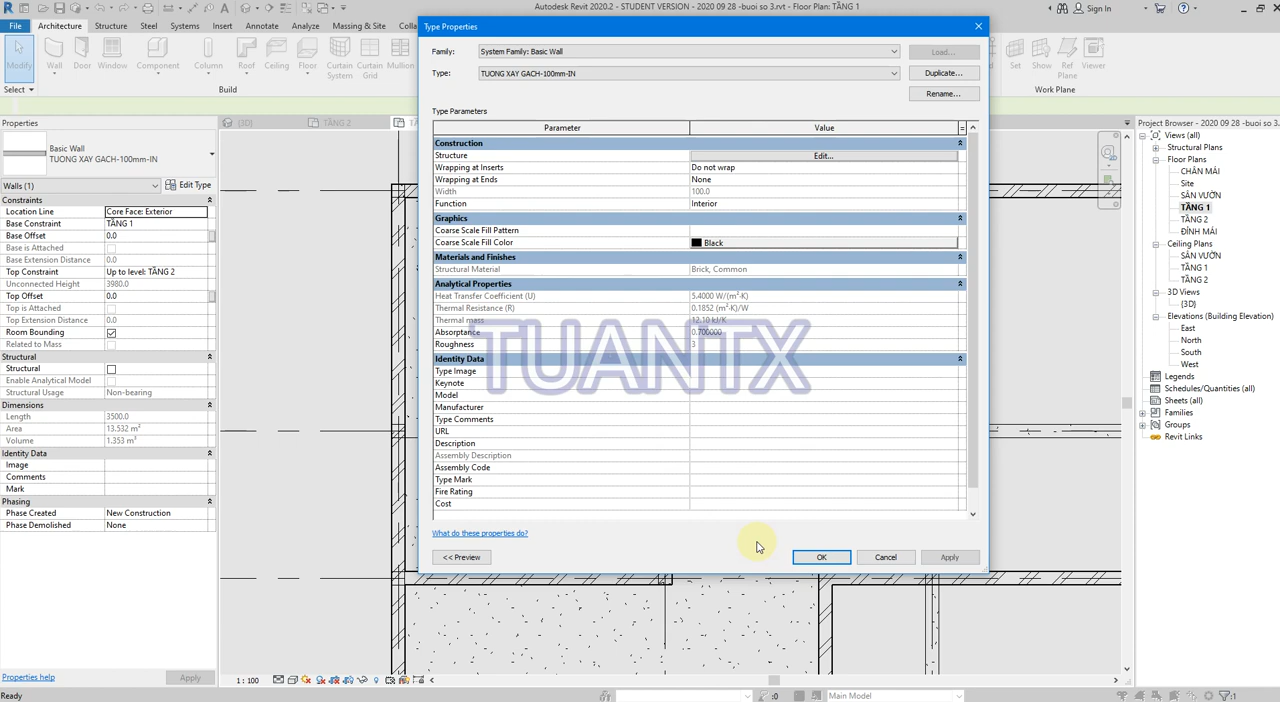 Autodesk Revit 2020.2 - STUDENT VERSION - 2020 09 28 -buoi so 3.rvt - Floor Plan: TẦNG 1
Sign In
File
Architecture
Structure
Steel
Systems
Insert
Annotate
Analyze
Massing & Site
Modify
Wall
Door
Window
Component
Column
Roof
Ceiling
Floor
Curtain System
Curtain Grid
Mullion
Set
Show
Ref Plane
Viewer
Select
Build
Work Plane
Type Properties
Family:
System Family: Basic Wall
Load...
Type:
TUONG XAY GACH-100mm-IN
Duplicate...
Rename...
Type Parameters
Parameter
Value
=
Construction
Structure
Edit...
Wrapping at Inserts
Do not wrap
Wrapping at Ends
None
Width
100.0
Function
Interior
Graphics
Coarse Scale Fill Pattern
Coarse Scale Fill Color
Black
Materials and Finishes
Structural Material
Brick, Common
Analytical Properties
Heat Transfer Coefficient (U)
5.4000 W/(m²·K)
Thermal Resistance (R)
0.1852 (m²·K)/W
Thermal mass
12.10 kJ/K
Absorptance
0.700000
Roughness
3
TUANTX
Identity Data
Type Image
Keynote
Model
Manufacturer
Type Comments
URL
Description
Assembly Description
Assembly Code
Type Mark
Fire Rating
Cost
What do these properties do?
<< Preview
OK
Cancel
Apply
Properties
Basic Wall
TUONG XAY GACH-100mm-IN
Walls (1)
Edit Type
Constraints
Location Line
Core Face: Exterior
Base Constraint
TẦNG 1
Base Offset
0.0
Base is Attached
Base Extension Distance
0.0
Top Constraint
Up to level: TẦNG 2
Unconnected Height
3980.0
Top Offset
0.0
Top is Attached
Top Extension Distance
0.0
Room Bounding
Related to Mass
Structural
Structural
Enable Analytical Model
Structural Usage
Non-bearing
Dimensions
Length
3500.0
Area
13.532 m²
Volume
1.353 m³
Identity Data
Image
Comments
Mark
Phasing
Phase Created
New Construction
Phase Demolished
None
Properties help
Apply
{3D}
TẦNG 2
Project Browser - 2020 09 28 -buoi so 3...
Views (all)
Structural Plans
Floor Plans
CHÂN MÁI
Site
SÂN VƯỜN
TẦNG 1
TẦNG 2
ĐỈNH MÁI
Ceiling Plans
SÂN VƯỜN
TẦNG 1
TẦNG 2
3D Views
{3D}
Elevations (Building Elevation)
East
North
South
West
Legends
Schedules/Quantities (all)
Sheets (all)
Families
Groups
Revit Links
1 : 100
Ready
:0
Main Model
:1